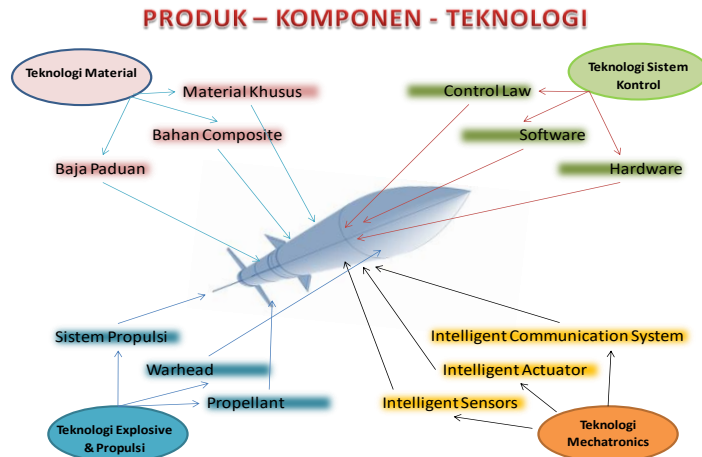 PRODUK – KOMPONEN - TEKNOLOGI
Teknologi Material
Material Khusus
Bahan Composite
Baja Paduan
Control Law
Software
Hardware
Teknologi Sistem
Kontrol
Sistem Propulsi
Warhead
Propellant
Teknologi Explosive
& Propulsi
Intelligent Communication System
Intelligent Actuator
Intelligent Sensors
Teknologi
Mechatronics